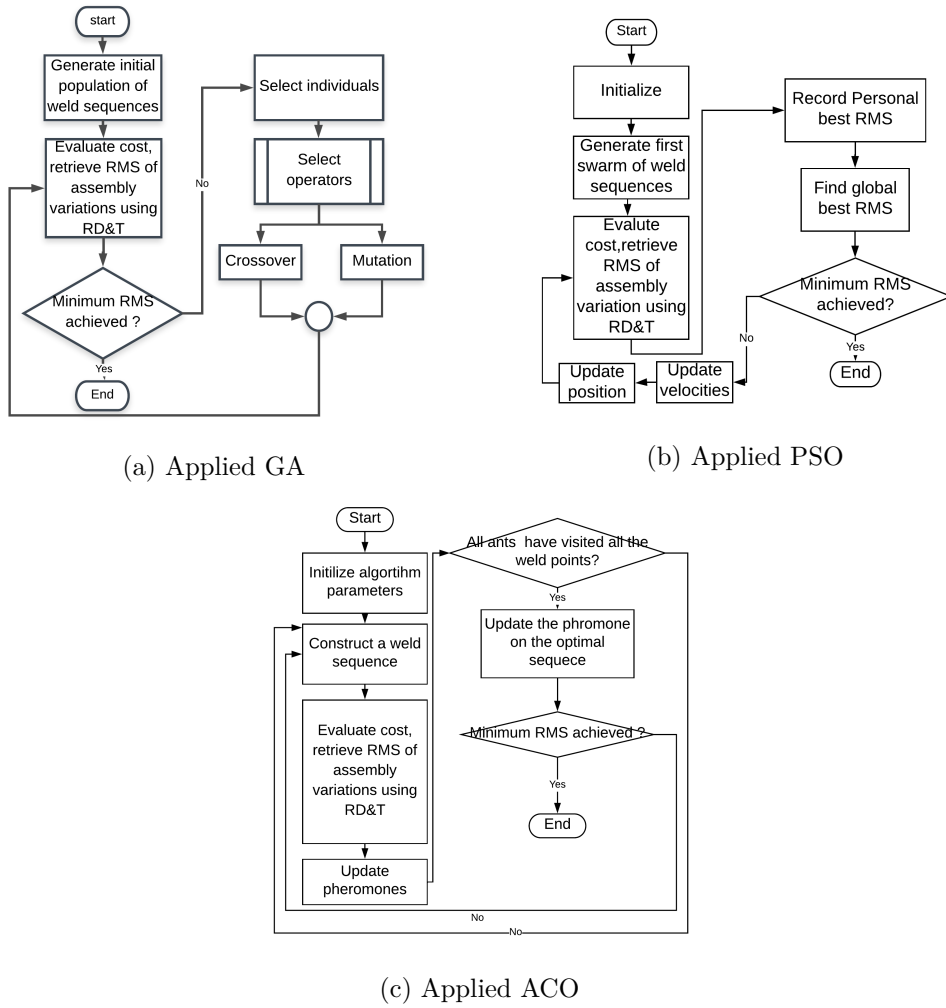 start
Generate initial
population of
weld sequences
Evaluate cost,
retrieve RMS of
assembly
variations using
RD&T
Minimum RMS
achieved ?
Yes
End
No
Select individuals
Select
operators
Crossover
Mutation
(a) Applied GA
Start
Initialize
Generate first
swarm of weld
sequences
Evalute
cost,retrieve
RMS of
assembly
variation using
RD&T
Update
position
Update
velocities
Record Personal
best RMS
Find global
best RMS
Minimum RMS
achieved?
No
Yes
End
(b) Applied PSO
Start
Initilize algortihm
parameters
Construct a weld
sequence
Evaluate cost,
retrieve RMS of
assembly
variations using
RD&T
Update
pheromones
All ants have visited all the
weld points?
Yes
Update the phromone
on the optimal
sequece
Minimum RMS achieved ?
Yes
End
No
No
(c) Applied ACO